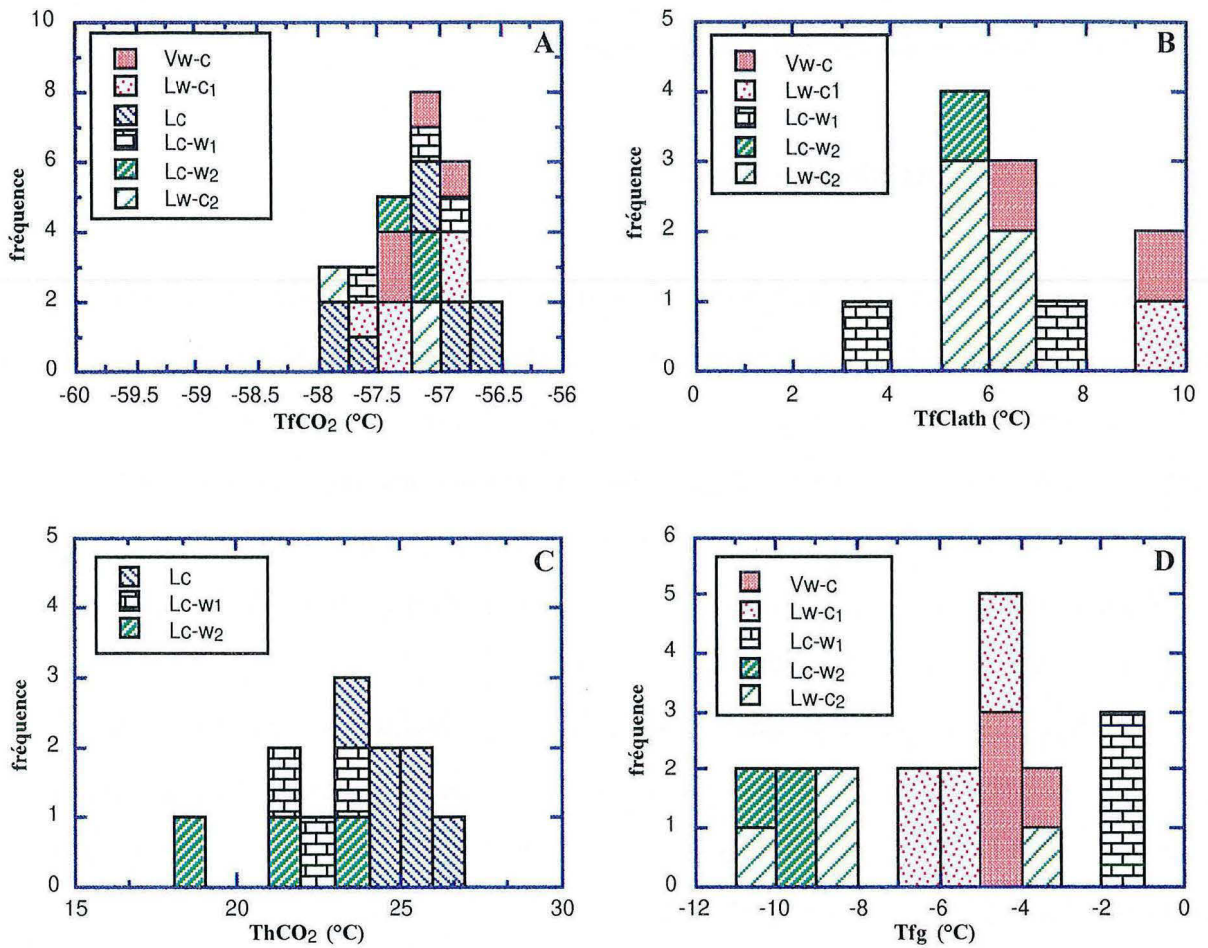 A
fréquence
10
8
6
4
2
0
Vw-c
Lw-c1
Lc
Lc-w1
Lc-w2
Lw-c2
-60 -59.5 -59 -58.5 -58 -57.5 -57 -56.5 -56
TfCO2 (°C)
B
fréquence
5
4
3
2
1
0
Vw-c
Lw-c1
Lc-w1
Lc-w2
Lw-c2
0 2 4 6 8 10
TfClath (°C)
C
fréquence
5
4
3
2
1
0
Lc
Lc-w1
Lc-w2
15 20 25 30
ThCO2 (°C)
D
fréquence
6
5
4
3
2
1
0
Vw-c
Lw-c1
Lc-w1
Lc-w2
Lw-c2
-12 -10 -8 -6 -4 -2 0
Tfg (°C)